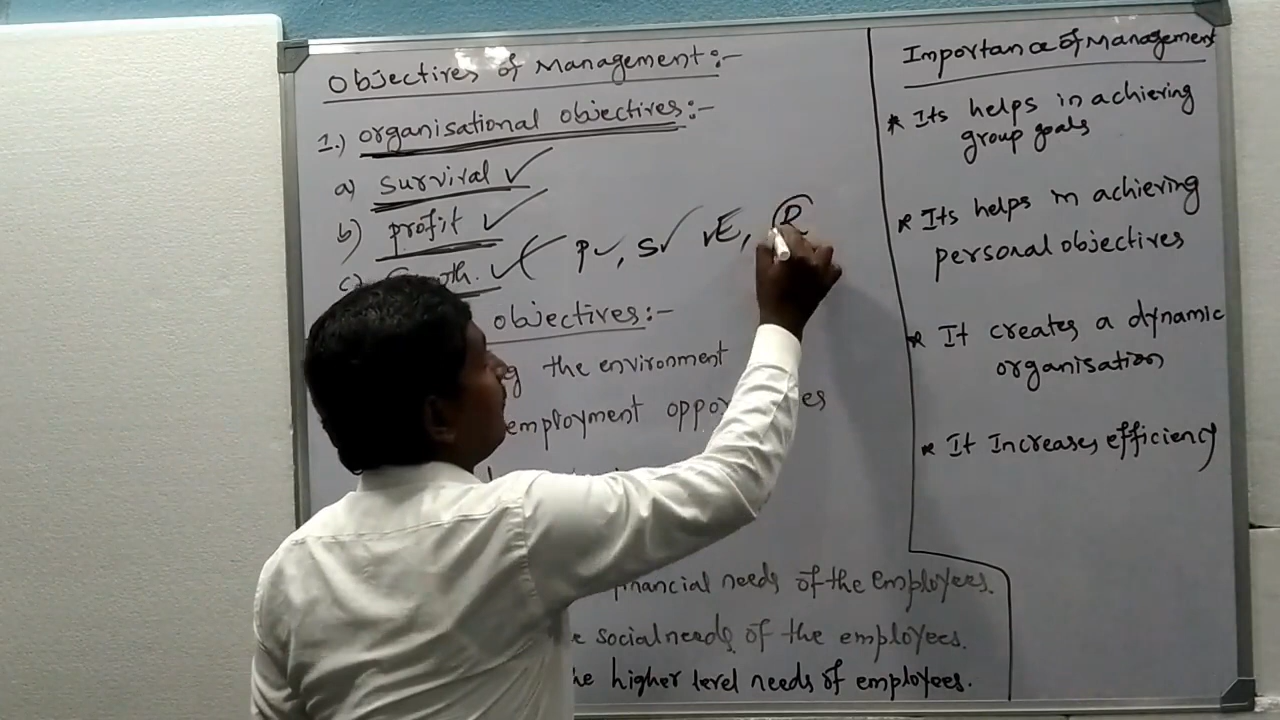 Objectives of Management:-
1.) organisational objectives:-
a) survival ✓
b) profit ✓
c) ✓ P✓, S✓ ✓E, R
objectives:-
the environment
employment
financial needs of the employees.
social needs of the employees.
higher level needs of employees.
Importance of Management
* Its helps in achieving
group goals
* Its helps in achieving
personal objectives
* It creates a dynamic
organisation
* It Increases efficiency